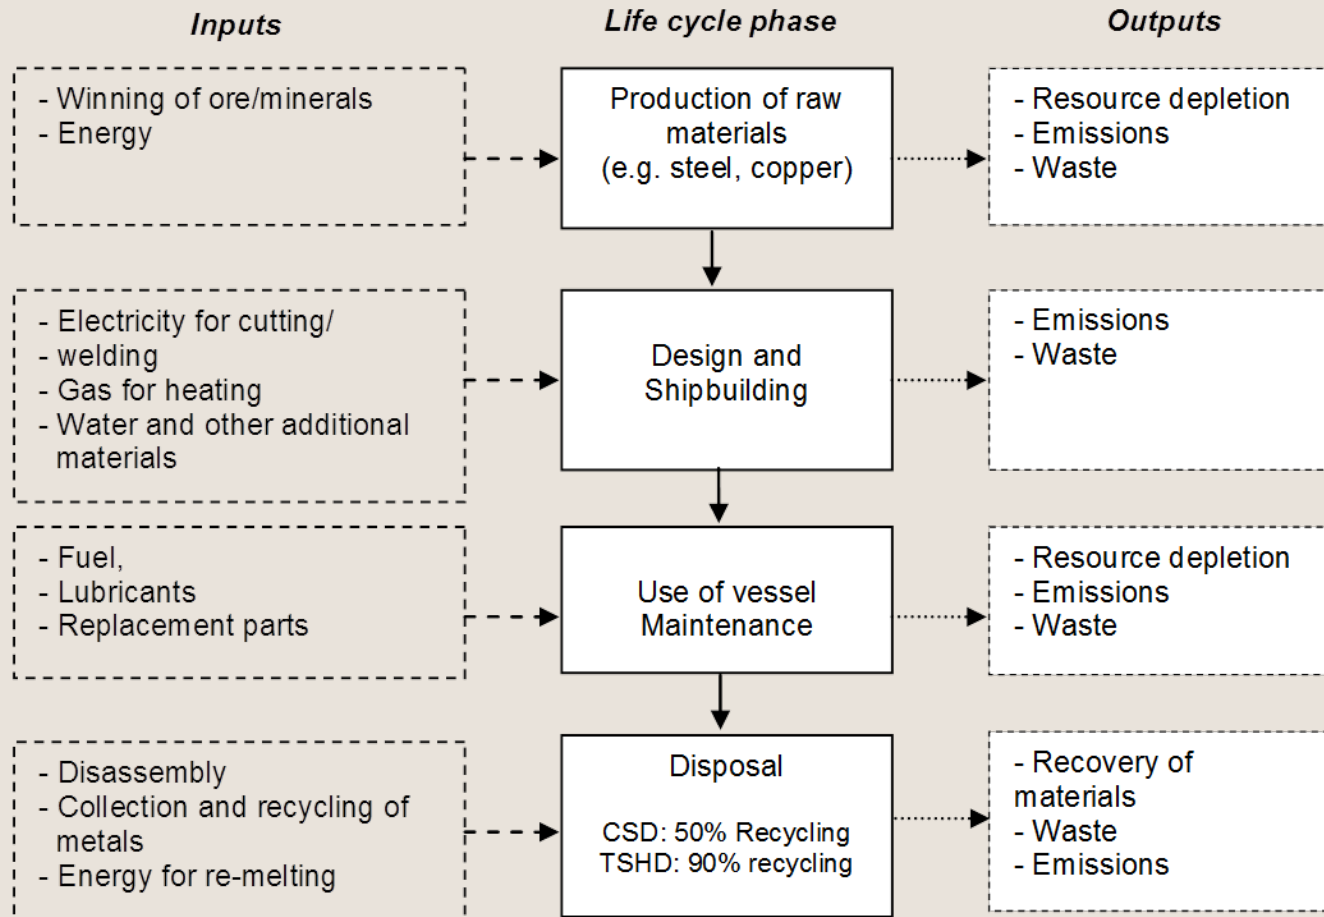 Inputs
Life cycle phase
Outputs
- Winning of ore/minerals
- Energy
Production of raw
materials
(e.g. steel, copper)
- Resource depletion
- Emissions
- Waste
- Electricity for cutting/
- welding
- Gas for heating
- Water and other additional
materials
Design and
Shipbuilding
- Emissions
- Waste
- Fuel,
- Lubricants
- Replacement parts
Use of vessel
Maintenance
- Resource depletion
- Emissions
- Waste
- Disassembly
- Collection and recycling of
metals
- Energy for re-melting
Disposal
CSD: 50% Recycling
TSHD: 90% recycling
- Recovery of
materials
- Waste
- Emissions